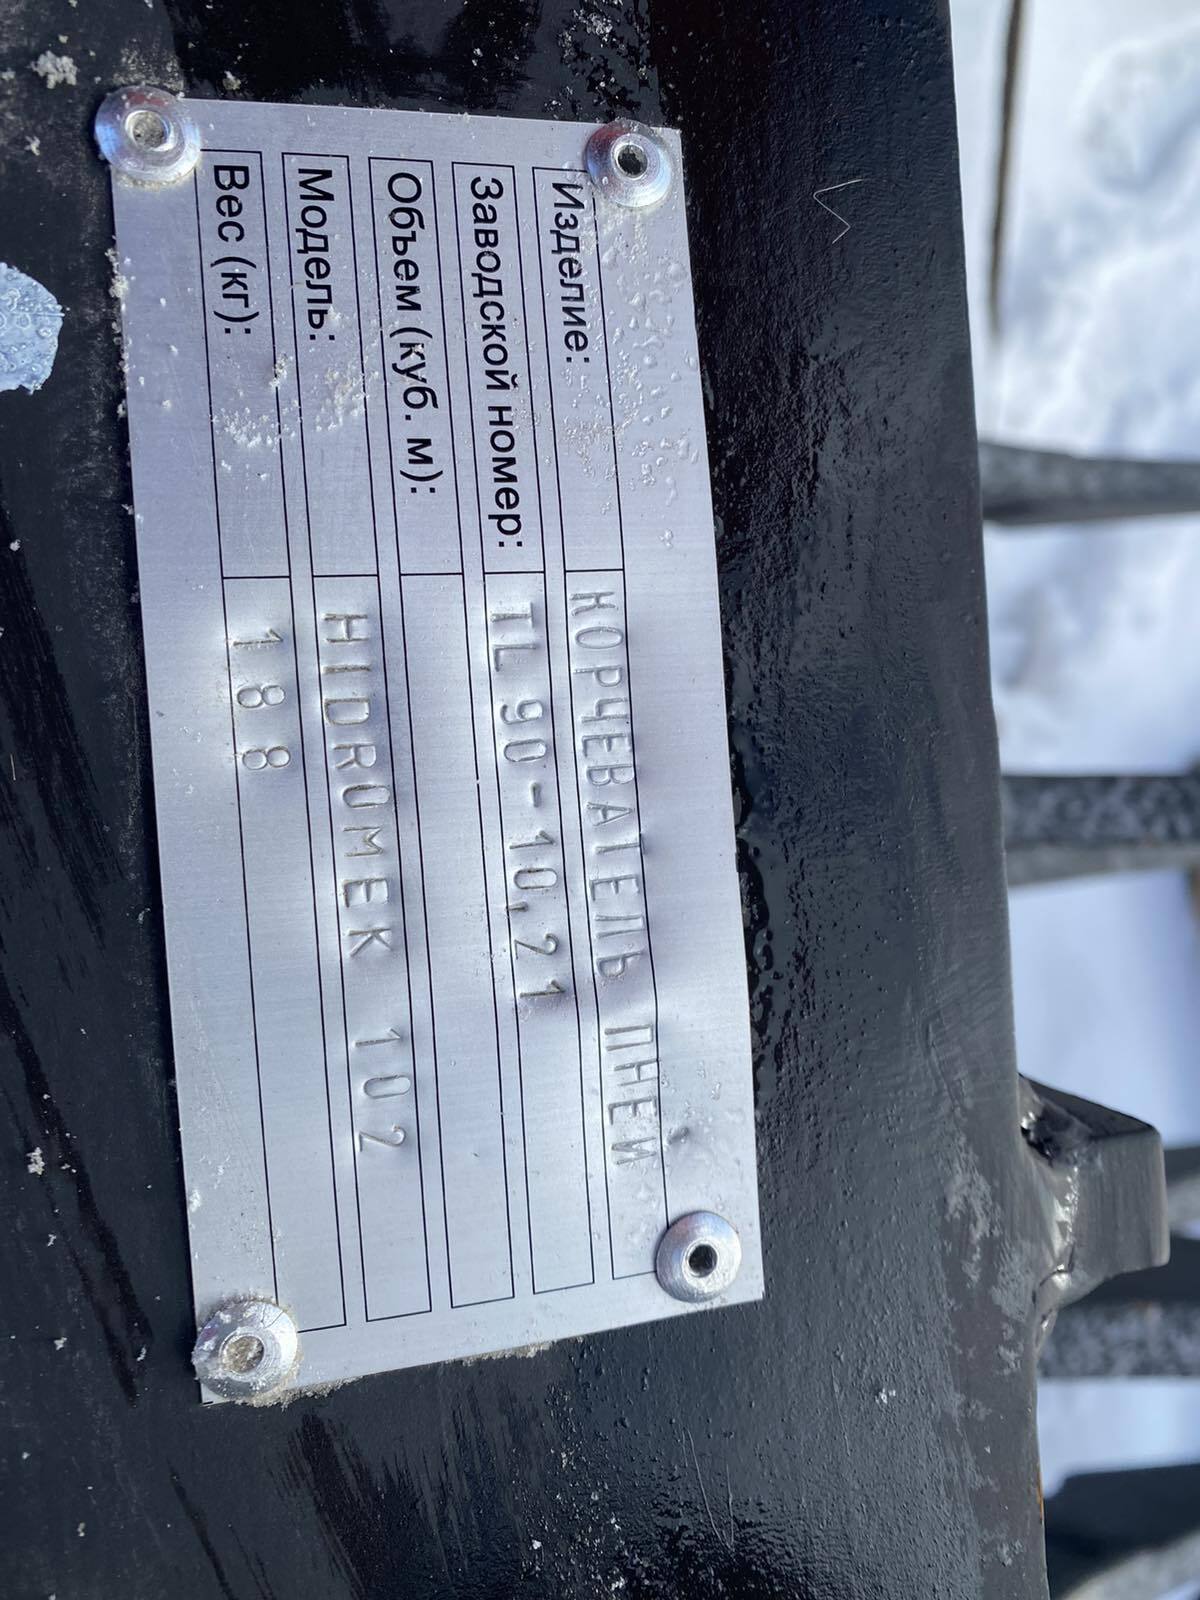 Изделие: КОРЧЕВАТЕЛЬ ПНЕЙ
Заводской номер: TL 90-10,21
Объем (куб. м):
Модель: HIDROMEK 102
Вес (кг): 188